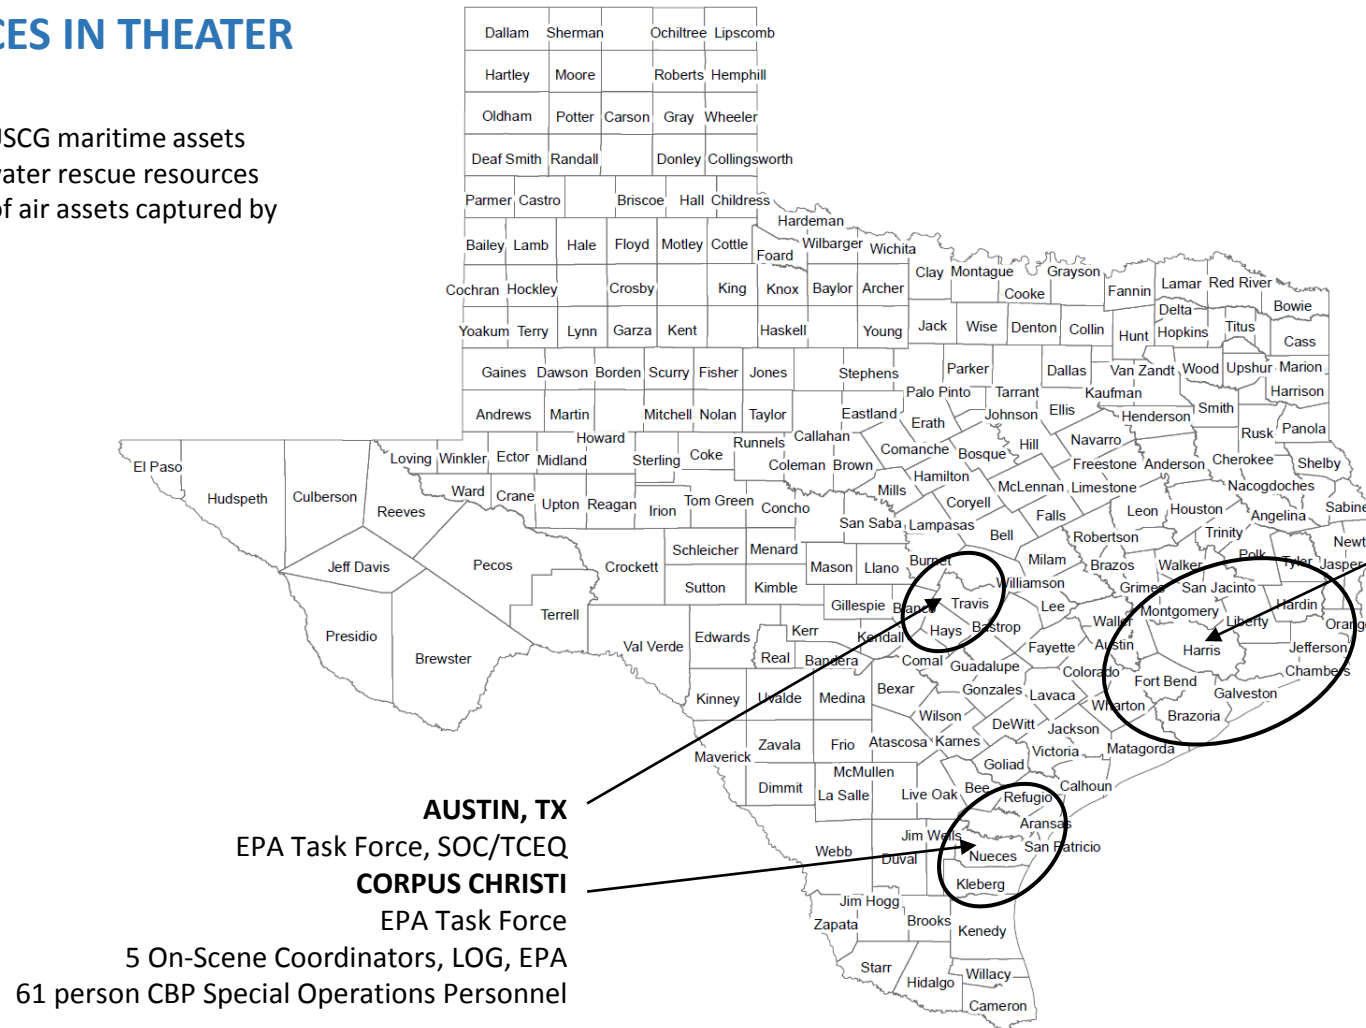 CES IN THEATER
USCG maritime assets
water rescue resources
of air assets captured by
Dallam Sherman Ochiltree Lipscomb
Hartley Moore Roberts Hemphill
Oldham Potter Carson Gray Wheeler
Deaf Smith Randall Donley Collingsworth
Parmer Castro Briscoe Hall Childress
Hardeman
Bailey Lamb Hale Floyd Motley Cottle Foard Wilbarger Wichita
Clay Montague Cooke Grayson Fannin Lamar Red River
Cochran Hockley Crosby King Knox Baylor Archer
Delta Bowie
Yoakum Terry Lynn Garza Kent Haskell Young Jack Wise Denton Collin Hunt Hopkins Titus Cass
Gaines Dawson Borden Scurry Fisher Jones Stephens Parker Dallas Van Zandt Wood Upshur Marion
Palo Pinto Tarrant Kaufman Harrison
Andrews Martin Mitchell Nolan Taylor Eastland Erath Johnson Ellis Henderson Smith
Rusk Panola
Howard Runnels Callahan Hill Navarro
El Paso Loving Winkler Ector Midland Sterling Coke Coleman Brown Comanche Bosque Freestone Anderson Cherokee Shelby
Hudspeth Culberson Reeves Ward Crane Upton Reagan Irion Tom Green Concho Mills Hamilton McLennan Limestone Nacogdoches
San Saba Lampasas Coryell Falls Leon Houston Angelina Sabine
Bell Robertson Trinity Newt
Schleicher Menard
Jeff Davis Pecos Crockett Mason Llano Burnet Milam Brazos Walker Polk Tyler Jasper
Sutton Kimble Williamson Grimes San Jacinto
Terrell Gillespie Blanco Travis Lee Montgomery Hardin
Presidio Brewster Val Verde Edwards Kerr Kendall Hays Bastrop Waller Liberty Orange
Real Bandera Comal Guadalupe Fayette Austin Harris Jefferson
Colorado Chambers
Kinney Uvalde Medina Bexar Gonzales Lavaca Fort Bend Galveston
Wilson Wharton Brazoria
DeWitt Jackson
Maverick Zavala Frio Atascosa Karnes Victoria Matagorda
Goliad
McMullen
Dimmit La Salle Live Oak Bee Refugio Calhoun
Aransas
Webb Duval Jim Wells Nueces San Patricio
Kleberg
Jim Hogg
Zapata Brooks Kenedy
Starr Hidalgo Willacy
Cameron
AUSTIN, TX
EPA Task Force, SOC/TCEQ
CORPUS CHRISTI
EPA Task Force
5 On-Scene Coordinators, LOG, EPA
61 person CBP Special Operations Personnel